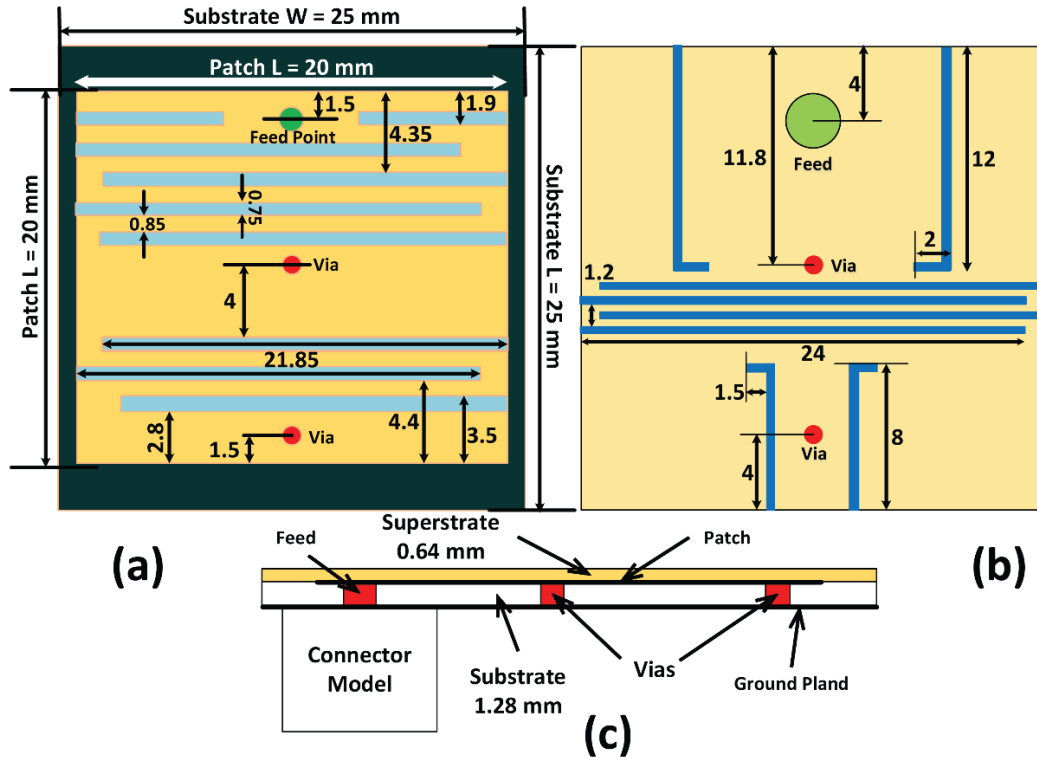 Substrate W = 25 mm
Patch L = 20 mm
1.5
1.9
Feed Point
4.35
0.75
0.85
Via
4
21.85
4.4
3.5
2.8
1.5
Via
Patch L = 20 mm
Substrate L = 25 mm
(a)
4
Feed
11.8
12
2
Via
1.2
24
1.5
8
Via
4
(b)
Superstrate
0.64 mm
Feed
Patch
Connector
Model
Substrate
1.28 mm
Vias
Ground Pland
(c)